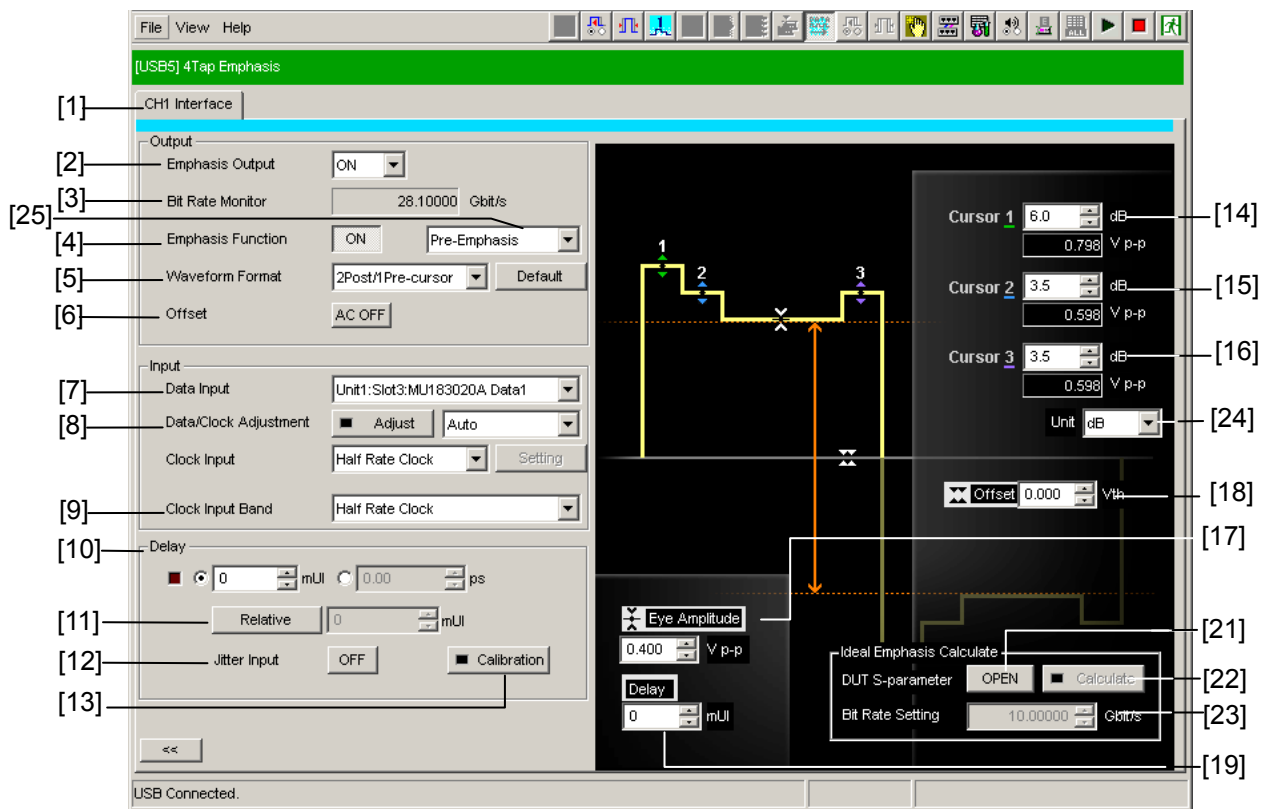 File View Help
1
ALL
[USB5] 4Tap Emphasis
[1] CH1 Interface
Output
[2] Emphasis Output ON
[3] Bit Rate Monitor 28.10000 Gbit/s
[25]
[4] Emphasis Function ON Pre-Emphasis
[5] Waveform Format 2Post/1Pre-cursor Default
[6] Offset AC OFF
Input
[7] Data Input Unit1:Slot3:MU183020A Data1
[8] Data/Clock Adjustment Adjust Auto
Clock Input Half Rate Clock Setting
[9] Clock Input Band Half Rate Clock
[10] Delay
0 mUI 0.00 ps
[11] Relative 0 mUI
[12] Jitter Input OFF Calibration
[13]
<<
USB Connected.
1
2
3
Cursor 1 6.0 dB [14]
0.798 V p-p
Cursor 2 3.5 dB [15]
0.598 V p-p
Cursor 3 3.5 dB [16]
0.598 V p-p
Unit dB [24]
Offset 0.000 Vth [18]
[17]
Eye Amplitude
0.400 V p-p
Delay
0 mUI
[21]
Ideal Emphasis Calculate
DUT S-parameter OPEN Calculate [22]
Bit Rate Setting 10.00000 Gbit/s [23]
[19]